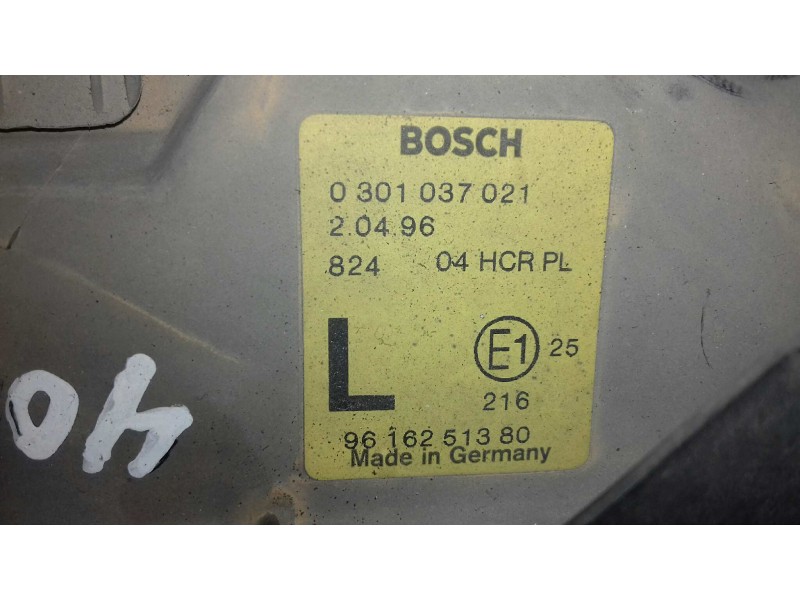 BOSCH
0 301 037 021
2.04.96
824 04 HCR PL
L E1 25
216
96 162 513 80
Made in Germany
40